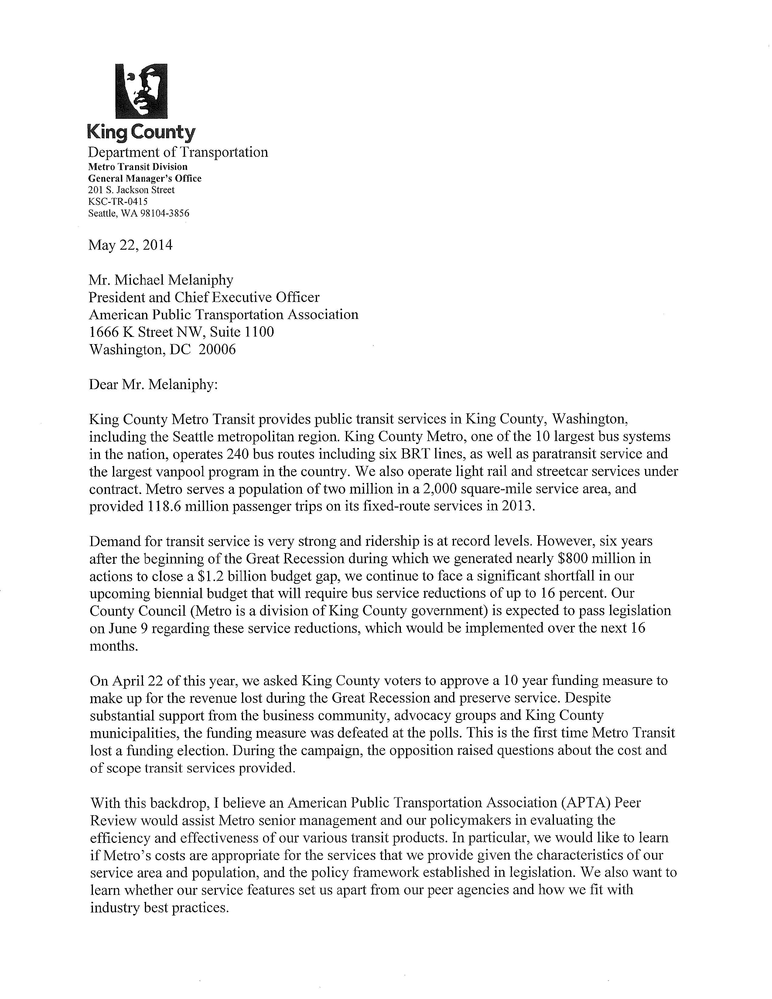 King County
Department of Transportation
Metro Transit Division
General Manager's Office
201 S. Jackson Street
KSC-TR-0415
Seattle, WA 98104-3856
May 22, 2014
Mr. Michael Melaniphy
President and Chief Executive Officer
American Public Transportation Association
1666 K Street NW, Suite 1100
Washington, DC 20006
Dear Mr. Melaniphy:
King County Metro Transit provides public transit services in King County, Washington,
including the Seattle metropolitan region. King County Metro, one of the 10 largest bus systems
in the nation, operates 240 bus routes including six BRT lines, as well as paratransit service and
the largest vanpool program in the country. We also operate light rail and streetcar services under
contract. Metro serves a population of two million in a 2,000 square-mile service area, and
provided 118.6 million passenger trips on its fixed-route services in 2013.
Demand for transit service is very strong and ridership is at record levels. However, six years
after the beginning of the Great Recession during which we generated nearly $800 million in
actions to close a $1.2 billion budget gap, we continue to face a significant shortfall in our
upcoming biennial budget that will require bus service reductions of up to 16 percent. Our
County Council (Metro is a division of King County government) is expected to pass legislation
on June 9 regarding these service reductions, which would be implemented over the next 16
months.
On April 22 of this year, we asked King County voters to approve a 10 year funding measure to
make up for the revenue lost during the Great Recession and preserve service. Despite
substantial support from the business community, advocacy groups and King County
municipalities, the funding measure was defeated at the polls. This is the first time Metro Transit
lost a funding election. During the campaign, the opposition raised questions about the cost and
of scope transit services provided.
With this backdrop, I believe an American Public Transportation Association (APTA) Peer
Review would assist Metro senior management and our policymakers in evaluating the
efficiency and effectiveness of our various transit products. In particular, we would like to learn
if Metro's costs are appropriate for the services that we provide given the characteristics of our
service area and population, and the policy framework established in legislation. We also want to
learn whether our service features set us apart from our peer agencies and how we fit with
industry best practices.